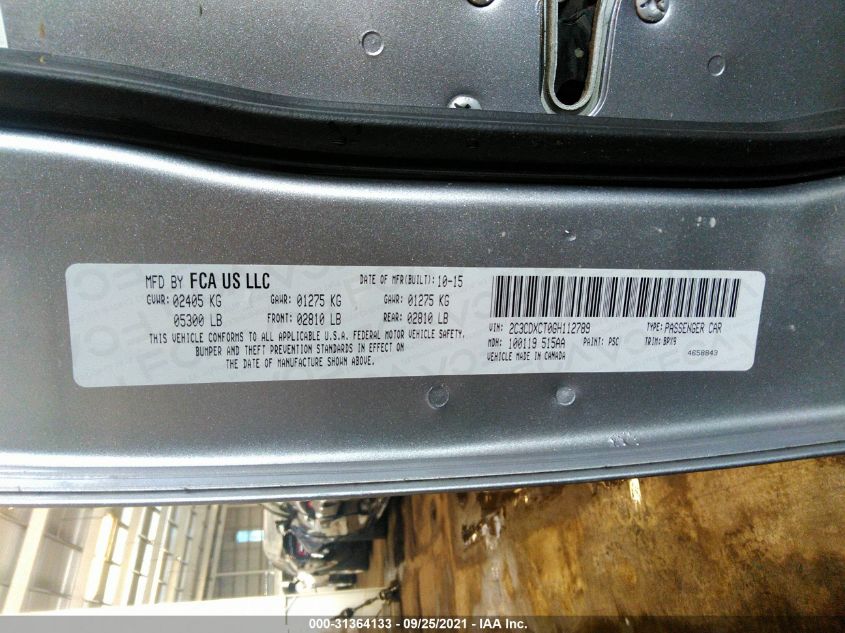 MFD BY FCA US LLC DATE OF MFR(BUILT): 10-15
GVWR: 02405 KG GAWR: 01275 KG GAWR: 01275 KG
05300 LB FRONT: 02810 LB REAR: 02810 LB
THIS VEHICLE CONFORMS TO ALL APPLICABLE U.S.A. FEDERAL MOTOR VEHICLE SAFETY,
BUMPER AND THEFT PREVENTION STANDARDS IN EFFECT ON
THE DATE OF MANUFACTURE SHOWN ABOVE.
VIN: 2C3CDXCT0GH112789 TYPE: PASSENGER CAR
MDH: 100119 515AA PAINT: PSC TRIM: BPX9
VEHICLE MADE IN CANADA 4658843
000-31364133 - 09/25/2021 - IAA Inc.